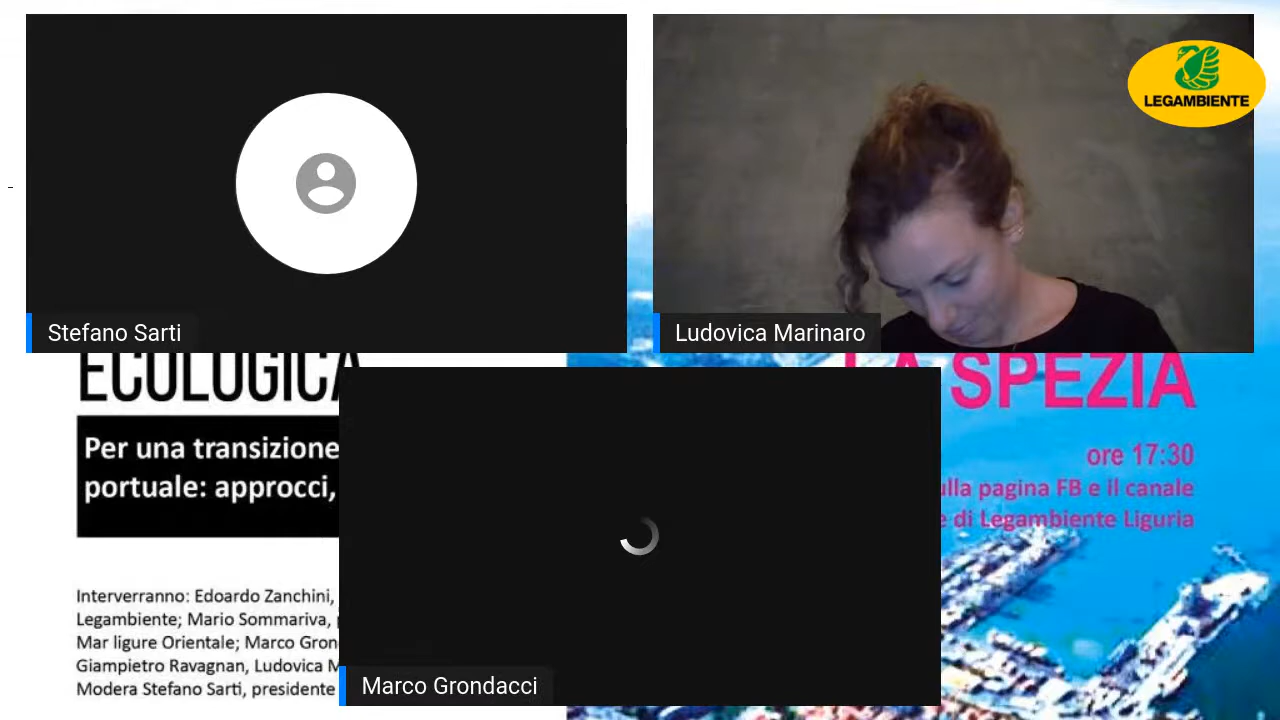 LEGAMBIENTE
Stefano Sarti
Ludovica Marinaro
ECOLOGICA
LA SPEZIA
Per una transizione
portuale: approcci,
ore 17:30
ulla pagina FB e il canale
e di Legambiente Liguria
Interverranno: Edoardo Zanchini,
Legambiente; Mario Sommariva,
Mar ligure Orientale; Marco Gron
Giampietro Ravagnan, Ludovica M
Modera Stefano Sarti, presidente
Marco Grondacci